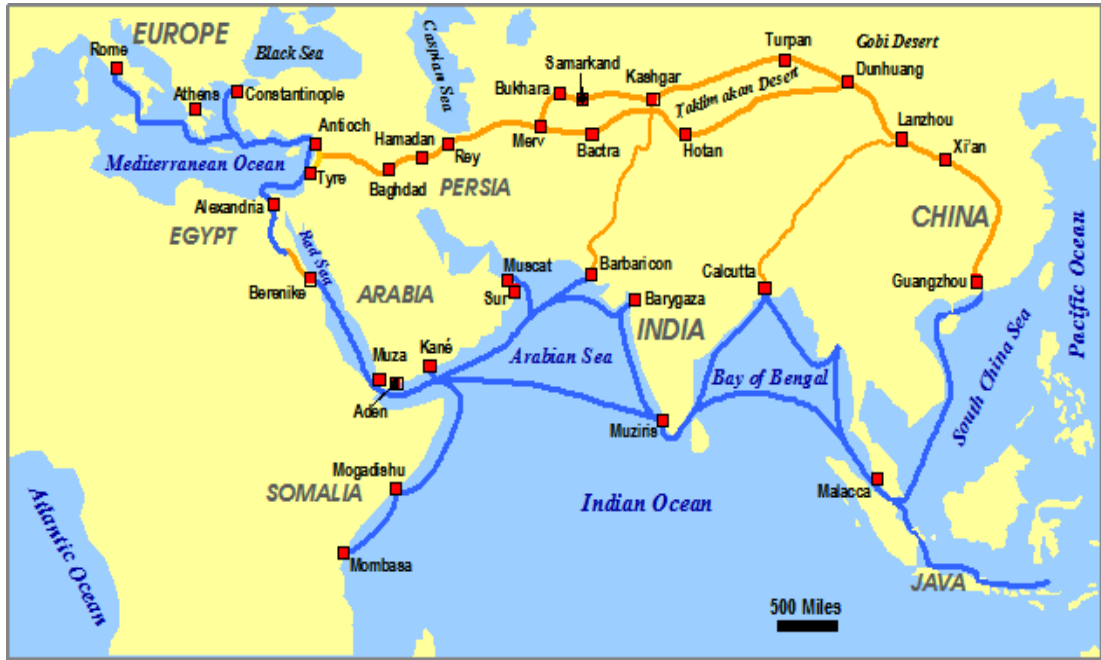 EUROPE
Rome
Black Sea
Caspian Sea
Turpan
Gobi Desert
Samarkand
Kashgar
Dunhuang
Bukhara
Taklimakan Desert
Athens
Constantinople
Antioch
Hamadan
Merv
Bactra
Hotan
Lanzhou
Rey
Xi'an
Mediterranean Ocean
Tyre
Baghdad
PERSIA
Alexandria
CHINA
EGYPT
Red Sea
Pacific Ocean
Muscat
Barbaricon
Calcutta
Guangzhou
Berenike
ARABIA
Sur
Barygaza
INDIA
Muza
Kané
Arabian Sea
Bay of Bengal
South China Sea
Aden
Muziris
Mogadishu
SOMALIA
Malacca
Atlantic Ocean
Indian Ocean
Mombasa
JAVA
500 Miles